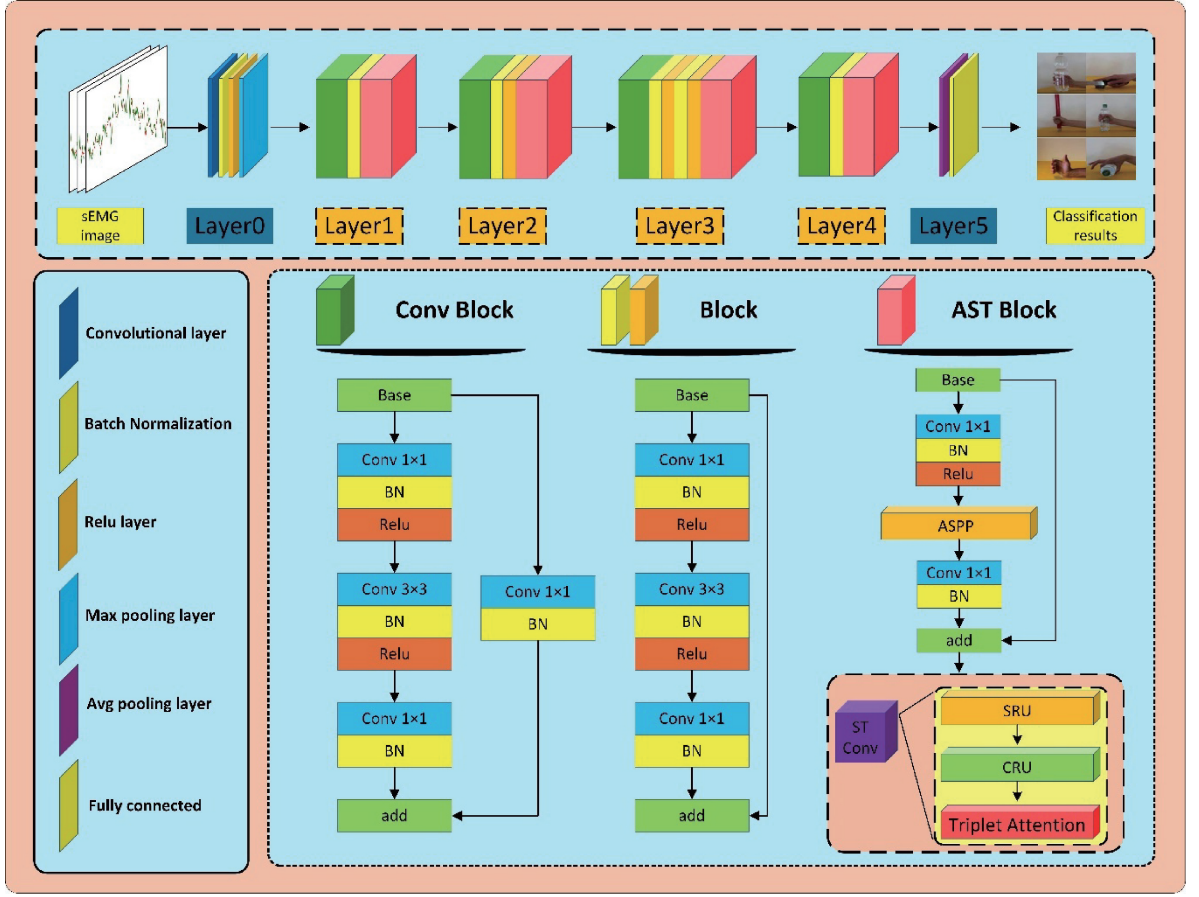 sEMG
image
Layer0
Layer1
Layer2
Layer3
Layer4
Layer5
Classification
results
Convolutional layer
Batch Normalization
Relu layer
Max pooling layer
Avg pooling layer
Fully connected
Conv Block
Base
Conv 1×1
BN
Relu
Conv 3×3
BN
Relu
Conv 1×1
BN
add
Conv 1×1
BN
Block
Base
Conv 1×1
BN
Relu
Conv 3×3
BN
Relu
Conv 1×1
BN
add
AST Block
Base
Conv 1×1
BN
Relu
ASPP
Conv 1×1
BN
add
ST
Conv
SRU
CRU
Triplet Attention